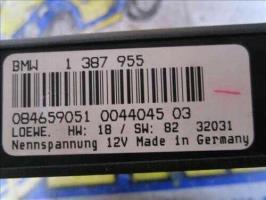 BMW 1 387 955
084659051 0044045 03
LOEWE. HW: 18 / SW: 82 32031
Nennspannung 12V Made in Germany